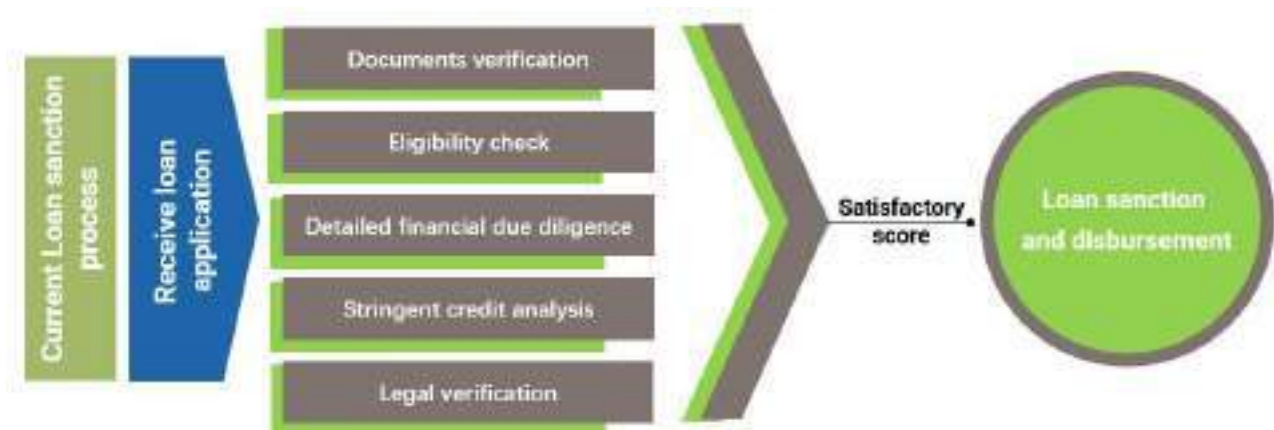 Current Loan sanction
process
Receive loan
application
Documents verification
Eligibility check
Detailed financial due diligence
Stringent credit analysis
Legal verification
Satisfactory
score
Loan sanction
and disbursement